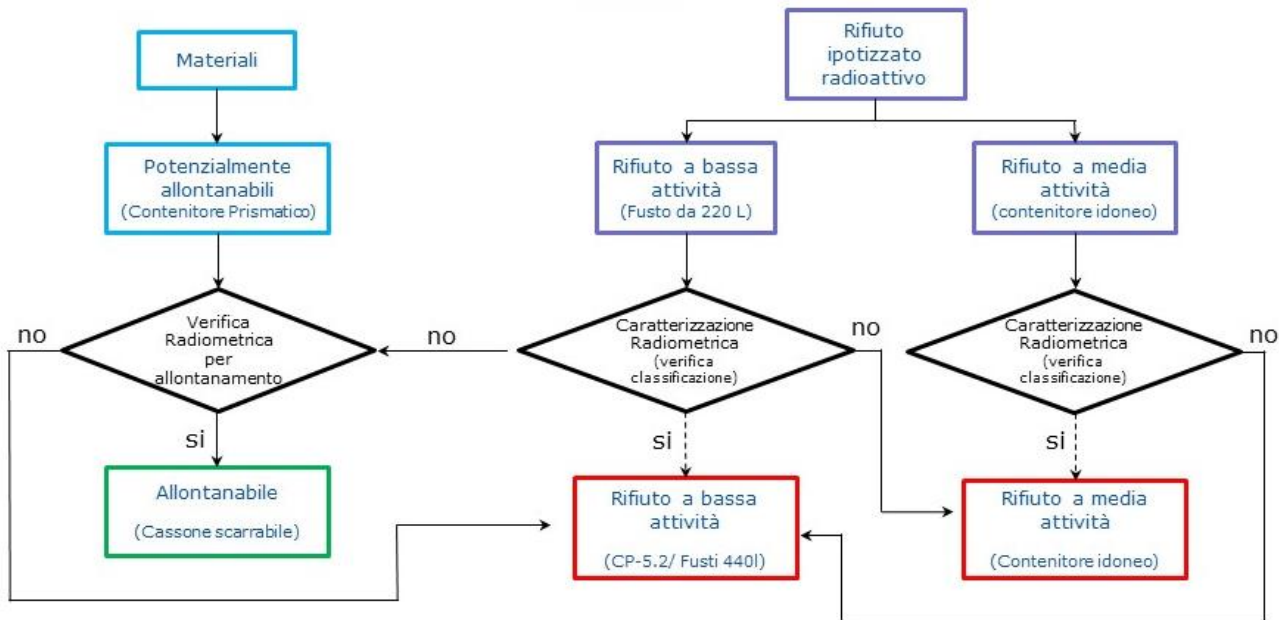 Materiali
Rifiuto
ipotizzato
radioattivo
Potenzialmente
allontanabili
(Contenitore Prismatico)
Rifiuto a bassa
attività
(Fusto da 220 L)
Rifiuto a media
attività
(contenitore idoneo)
no
Verifica
Radiometrica
per
allontanamento
no
Caratterizzazione
Radiometrica
(verifica
classificazione)
no
Caratterizzazione
Radiometrica
(verifica
classificazione)
no
si
si
si
Allontanabile
(Cassone scarrabile)
Rifiuto a bassa
attività
(CP-5.2/ Fusti 440l)
Rifiuto a media
attività
(Contenitore idoneo)